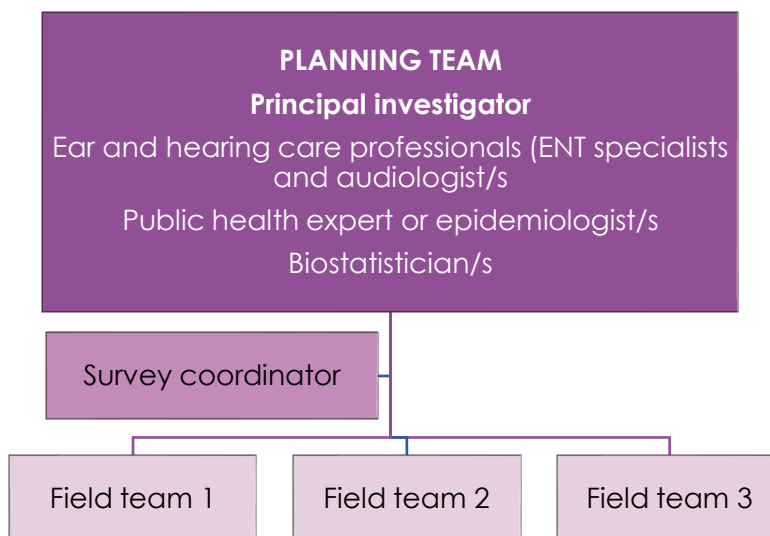 PLANNING TEAM
Principal investigator
Ear and hearing care professionals (ENT specialists
and audiologist/s
Public health expert or epidemiologist/s
Biostatistician/s
Survey coordinator
Field team 1
Field team 2
Field team 3